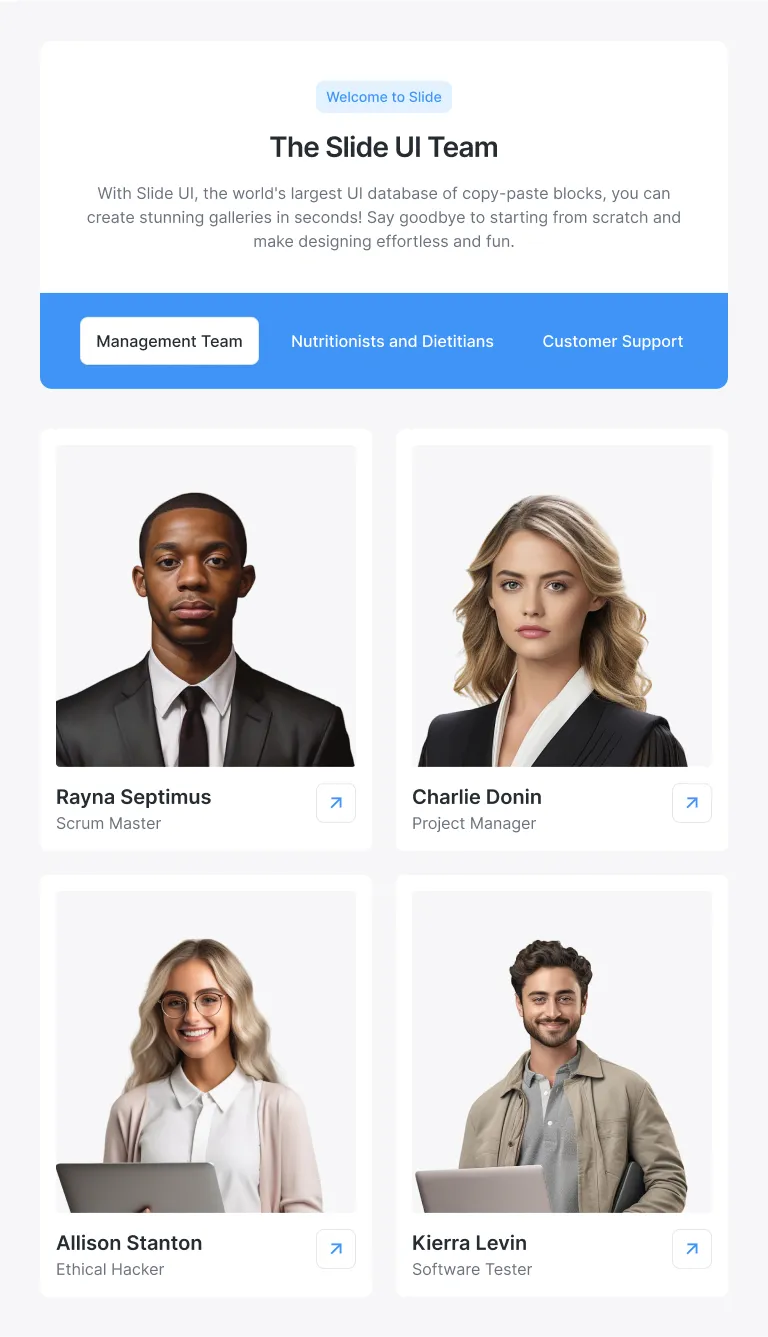 Welcome to Slide
The Slide UI Team
With Slide UI, the world's largest UI database of copy-paste blocks, you can
create stunning galleries in seconds! Say goodbye to starting from scratch and
make designing effortless and fun.
Management Team
Nutritionists and Dietitians
Customer Support
Rayna Septimus
Scrum Master
Charlie Donin
Project Manager
Allison Stanton
Ethical Hacker
Kierra Levin
Software Tester